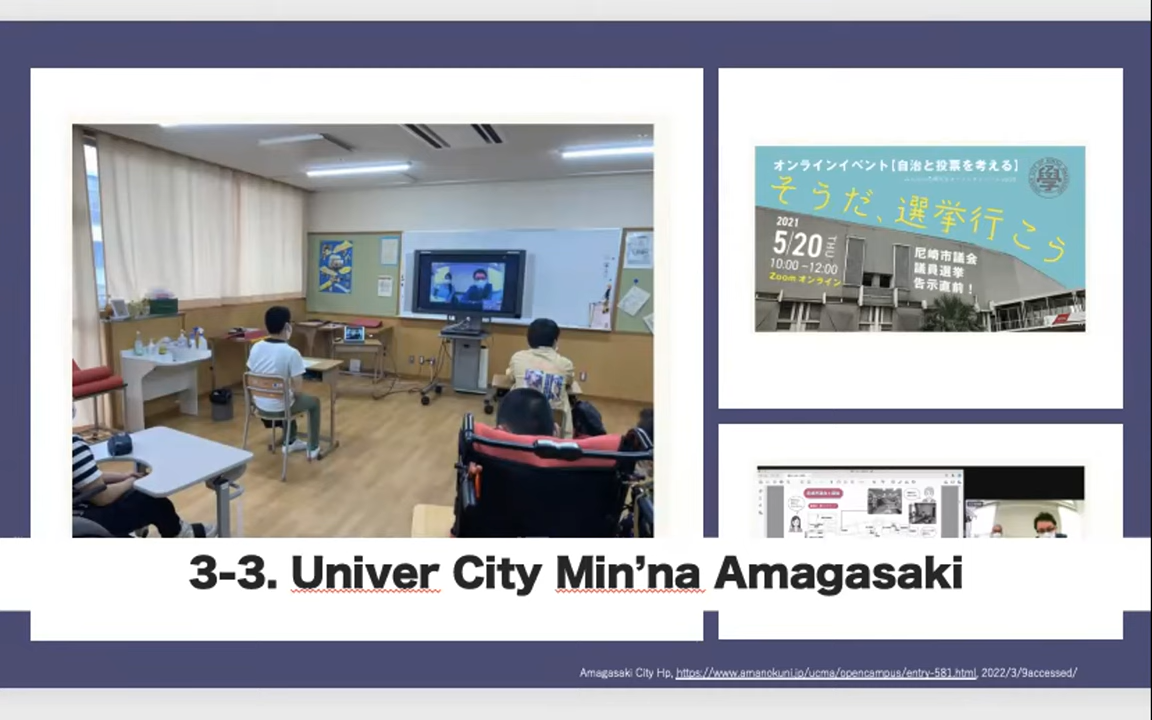 オンラインイベント【自治と投票を考える】
そうだ、選挙行こう
2021
5/20 THU
10:00 -12:00
Zoom オンライン
尼崎市議会
議員選挙
告示直前！
學
3-3. Univer City Min’na Amagasaki
Amagasaki City Hp, https://www.amanokuni.jp/ucma/opencampus/entry-581.html, 2022/3/9accessed/